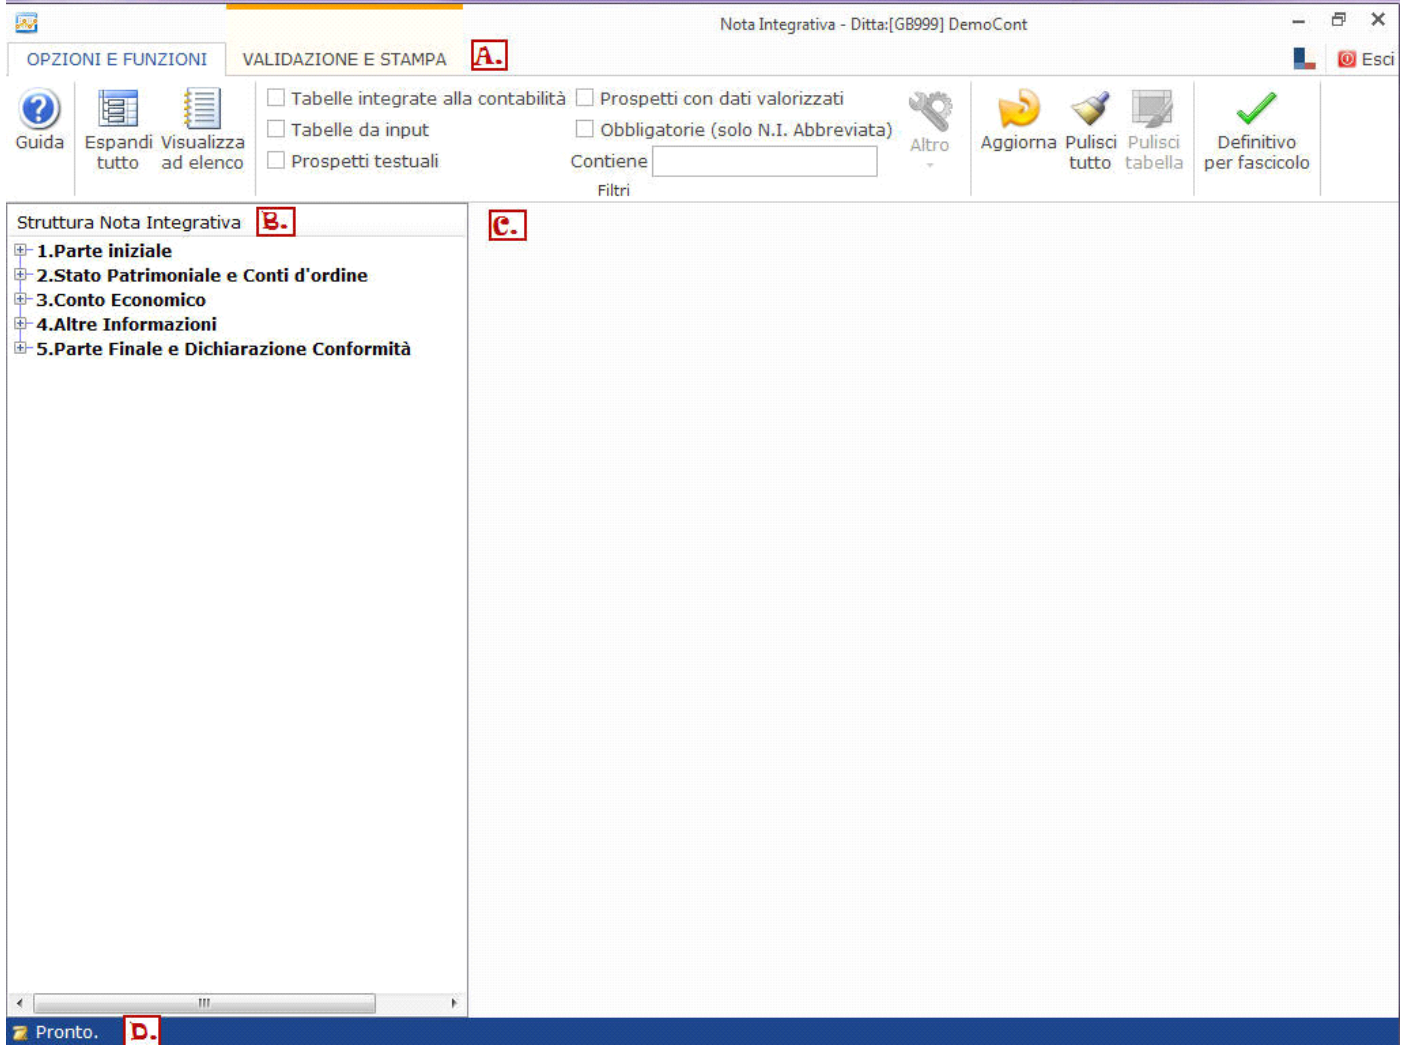 Nota Integrativa - Ditta:[GB999] DemoCont
OPZIONI E FUNZIONI VALIDAZIONE E STAMPA A. Esci
Tabelle integrate alla contabilità Prospetti con dati valorizzati
Tabelle da input Obbligatorie (solo N.I. Abbreviata)
Prospetti testuali Contiene
Guida
Espandi tutto
Visualizza ad elenco
Altro
Aggiorna
Pulisci tutto
Pulisci tabella
Definitivo per fascicolo
Filtri
Struttura Nota Integrativa B. C.
1.Parte iniziale
2.Stato Patrimoniale e Conti d'ordine
3.Conto Economico
4.Altre Informazioni
5.Parte Finale e Dichiarazione Conformità
Pronto. D.